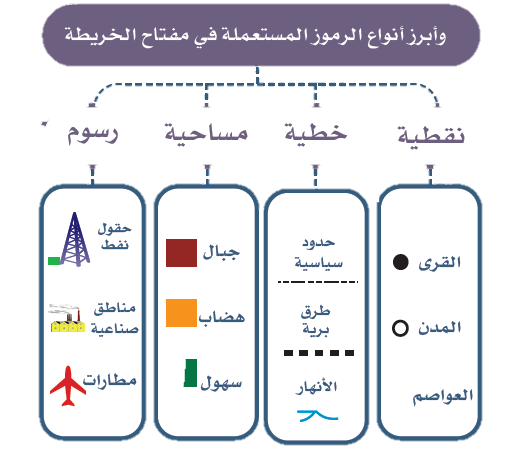 وأبرز أنواع الرموز المستعملة في مفتاح الخريطة
نقطية
خطية
مساحية
رسوم
القرى
المدن
العواصم
حدود
سياسية
طرق
برية
الأنهار
جبال
هضاب
سهول
حقول
نفط
مناطق
صناعية
مطارات